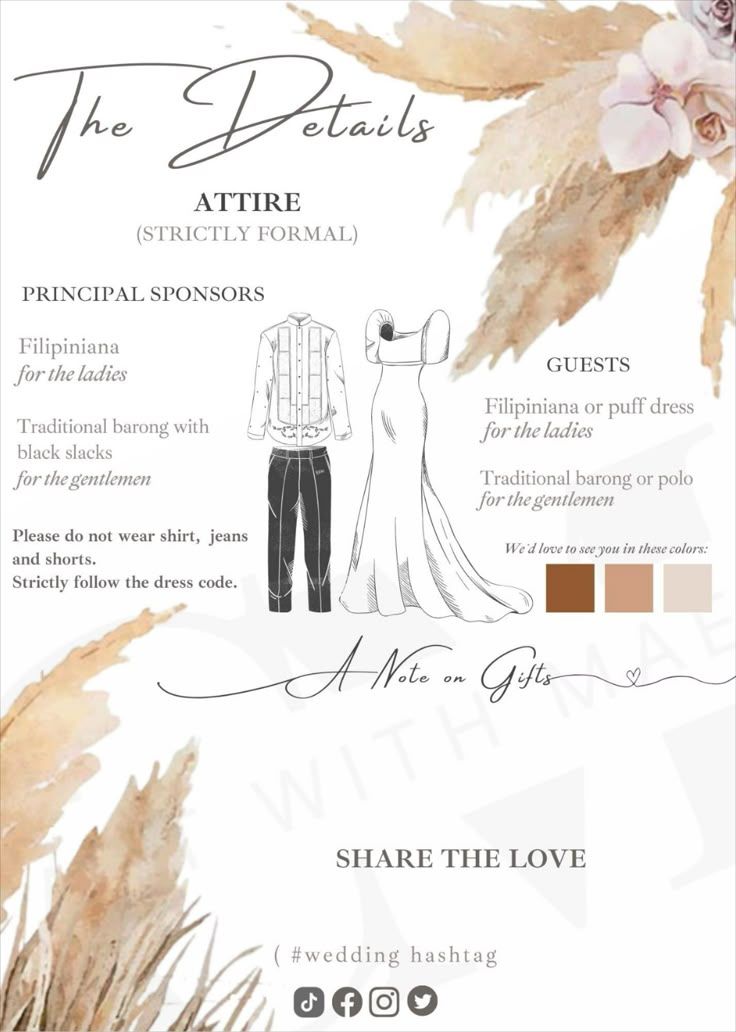 The Details
ATTIRE
(STRICTLY FORMAL)
PRINCIPAL SPONSORS
Filipiniana
for the ladies
Traditional barong with
black slacks
for the gentlemen
Please do not wear shirt, jeans
and shorts.
Strictly follow the dress code.
GUESTS
Filipiniana or puff dress
for the ladies
Traditional barong or polo
for the gentlemen
We'd love to see you in these colors:
A Note on Gifts
WITH MAE
SHARE THE LOVE
( #wedding hashtag